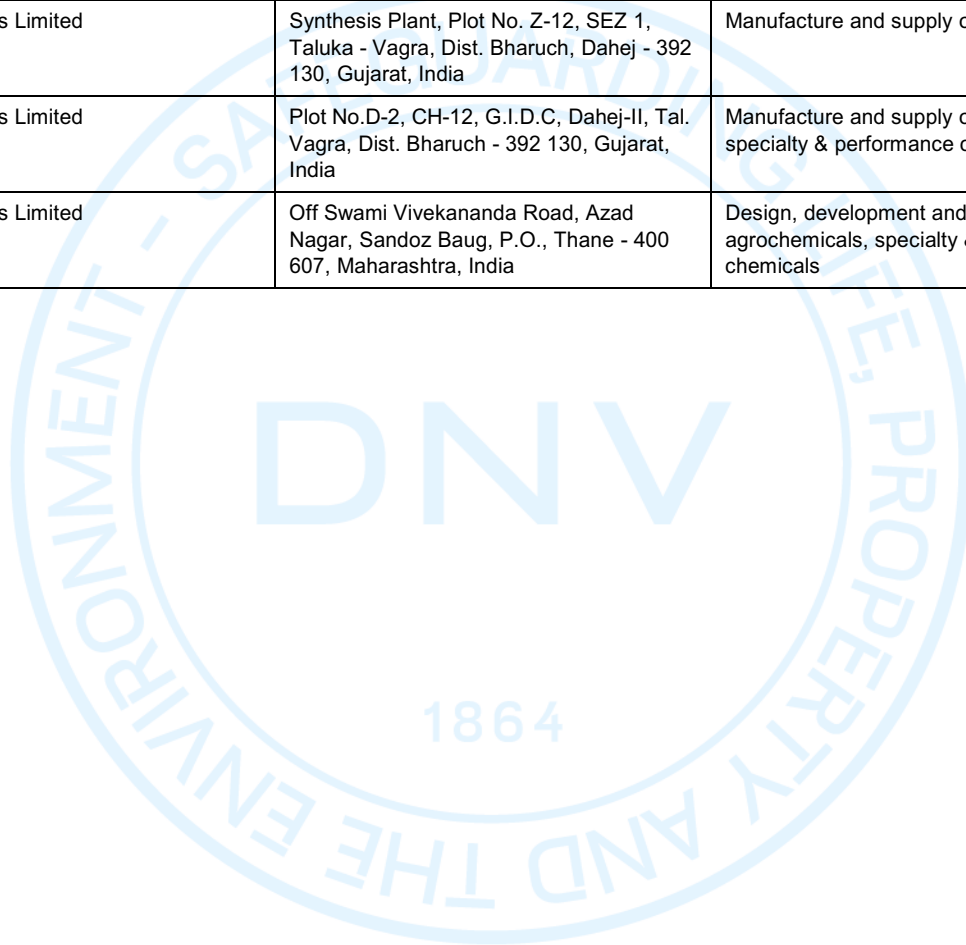 s Limited
Synthesis Plant, Plot No. Z-12, SEZ 1,
Taluka - Vagra, Dist. Bharuch, Dahej - 392
130, Gujarat, India
Manufacture and supply o
s Limited
Plot No.D-2, CH-12, G.I.D.C, Dahej-II, Tal.
Vagra, Dist. Bharuch - 392 130, Gujarat,
India
Manufacture and supply o
specialty & performance c
s Limited
Off Swami Vivekananda Road, Azad
Nagar, Sandoz Baug, P.O., Thane - 400
607, Maharashtra, India
Design, development and
agrochemicals, specialty &
chemicals
SAFEGUARDING LIFE, PROPERTY AND THE ENVIRONMENT -
DNV
1864